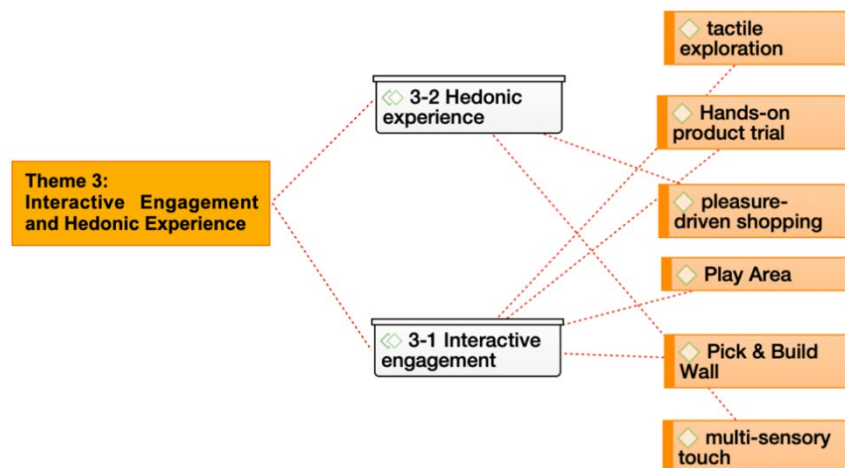 Theme 3:
Interactive Engagement
and Hedonic Experience
3-2 Hedonic
experience
3-1 Interactive
engagement
tactile
exploration
Hands-on
product trial
pleasure-
driven shopping
Play Area
Pick & Build
Wall
multi-sensory
touch